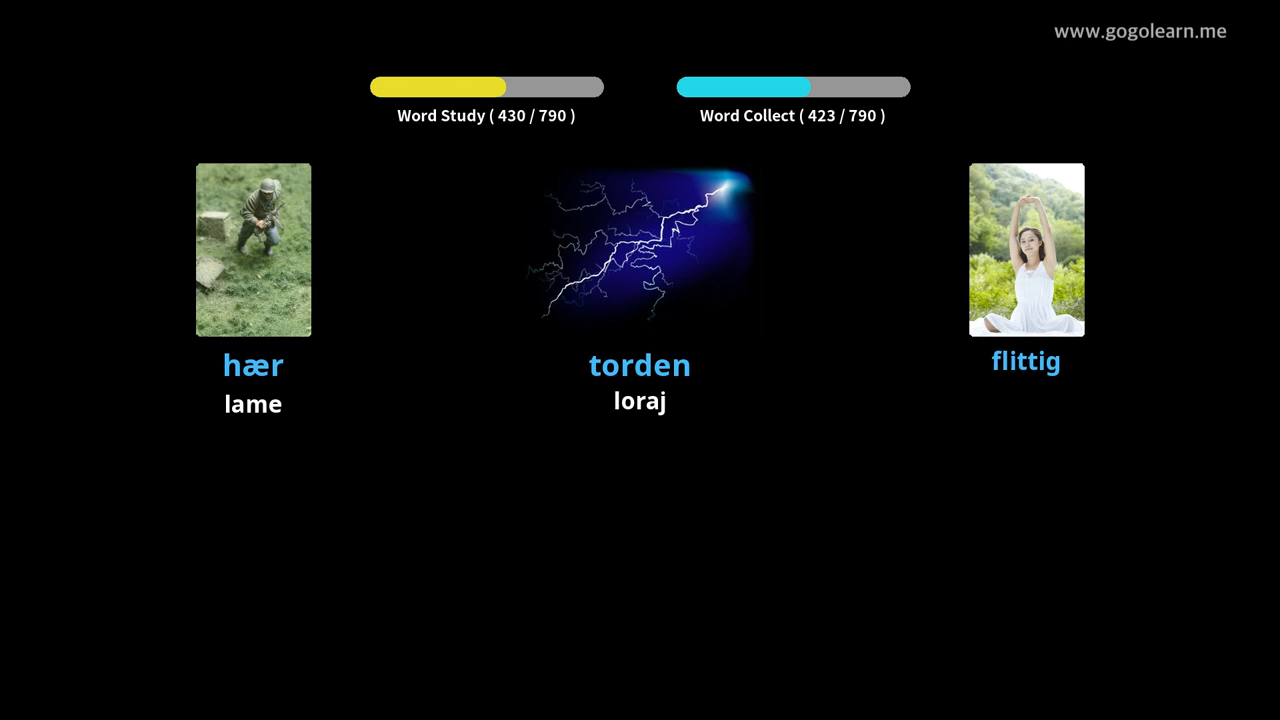 www.gogolearn.me
Word Study ( 430 / 790 )
Word Collect ( 423 / 790 )
hær
torden
flittig
lame
loraj